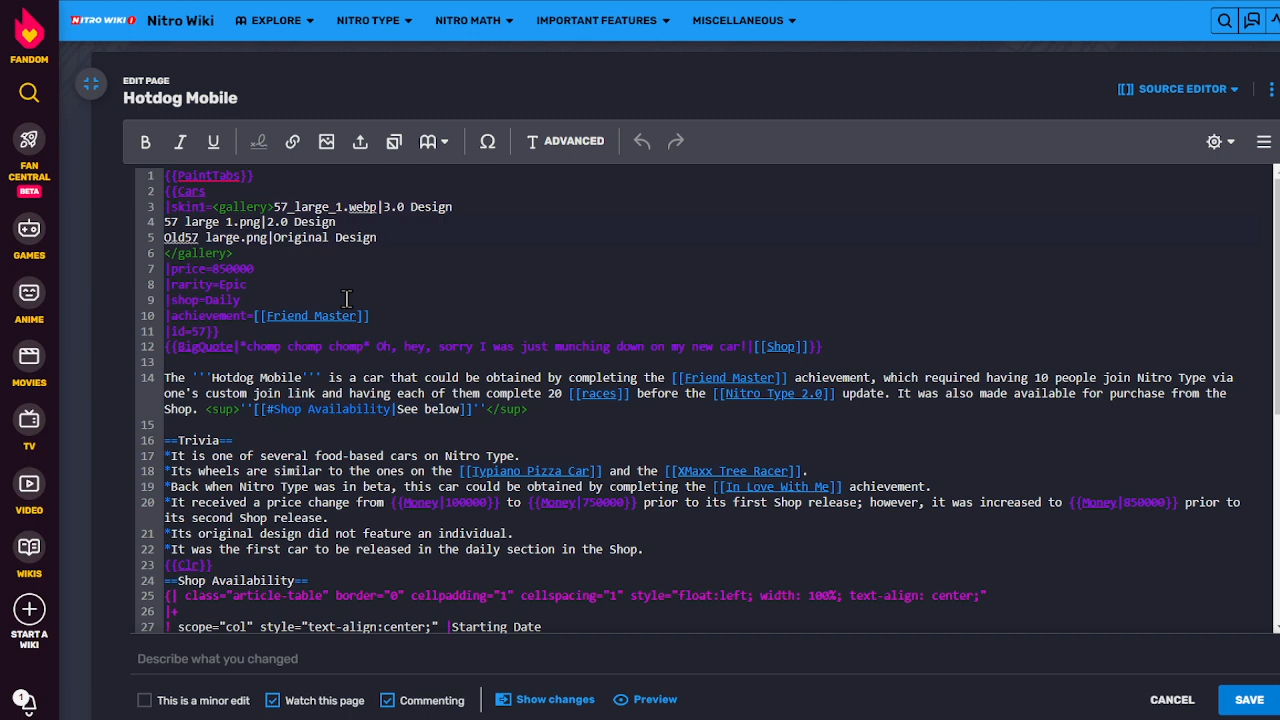 NITRO WIKI
Nitro Wiki
EXPLORE
NITRO TYPE
NITRO MATH
IMPORTANT FEATURES
MISCELLANEOUS
FANDOM
FAN
CENTRAL
BETA
GAMES
ANIME
MOVIES
TV
VIDEO
WIKIS
START A
WIKI
1
EDIT PAGE
Hotdog Mobile
SOURCE EDITOR
B I U
ADVANCED
1 {{PaintTabs}}
2 {{Cars
3 |skin1=<gallery>57_large_1.webp|3.0 Design
4 57 large 1.png|2.0 Design
5 Old57 large.png|Original Design
6 </gallery>
7 |price=850000
8 |rarity=Epic
9 |shop=Daily
10 |achievement=[[Friend Master]]
11 |id=57}}
12 {{BigQuote|*chomp chomp chomp* Oh, hey, sorry I was just munching down on my new car!|[[Shop]]}}
13
14 The '''Hotdog Mobile''' is a car that could be obtained by completing the [[Friend Master]] achievement, which required having 10 people join Nitro Type via
one's custom join link and having each of them complete 20 [[races]] before the [[Nitro Type 2.0]] update. It was also made available for purchase from the
Shop. <sup>''[[#Shop Availability|See below]]''</sup>
15
16 ==Trivia==
17 *It is one of several food-based cars on Nitro Type.
18 *Its wheels are similar to the ones on the [[Typiano Pizza Car]] and the [[XMaxx Tree Racer]].
19 *Back when Nitro Type was in beta, this car could be obtained by completing the [[In Love With Me]] achievement.
20 *It received a price change from {{Money|100000}} to {{Money|750000}} prior to its first Shop release; however, it was increased to {{Money|850000}} prior to
its second Shop release.
21 *Its original design did not feature an individual.
22 *It was the first car to be released in the daily section in the Shop.
23 {{Clr}}
24 ==Shop Availability==
25 {| class="article-table" border="0" cellpadding="1" cellspacing="1" style="float:left; width: 100%; text-align: center;"
26 |+
27 ! scope="col" style="text-align:center;" |Starting Date
Describe what you changed
This is a minor edit
Watch this page
Commenting
Show changes
Preview
CANCEL
SAVE